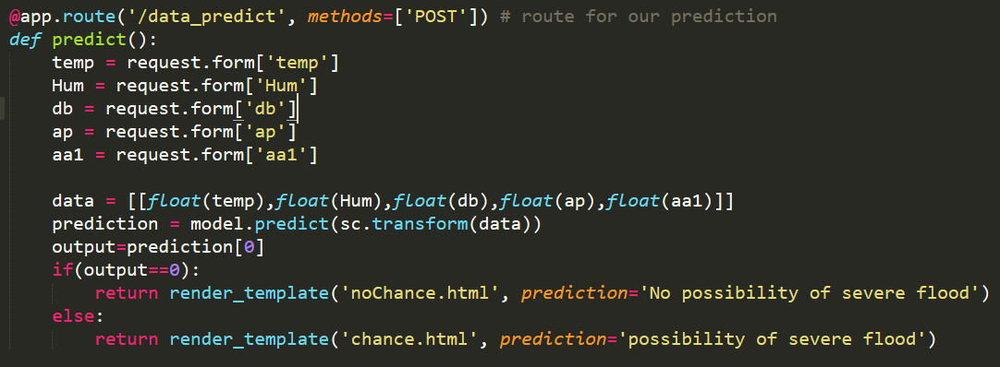 @app.route('/data_predict', methods=['POST']) # route for our prediction
def predict():
    temp = request.form['temp']
    Hum = request.form['Hum']
    db = request.form['db']
    ap = request.form['ap']
    aa1 = request.form['aa1']

    data = [[float(temp),float(Hum),float(db),float(ap),float(aa1)]]
    prediction = model.predict(sc.transform(data))
    output=prediction[0]
    if(output==0):
        return render_template('noChance.html', prediction='No possibility of severe flood')
    else:
        return render_template('chance.html', prediction='possibility of severe flood')